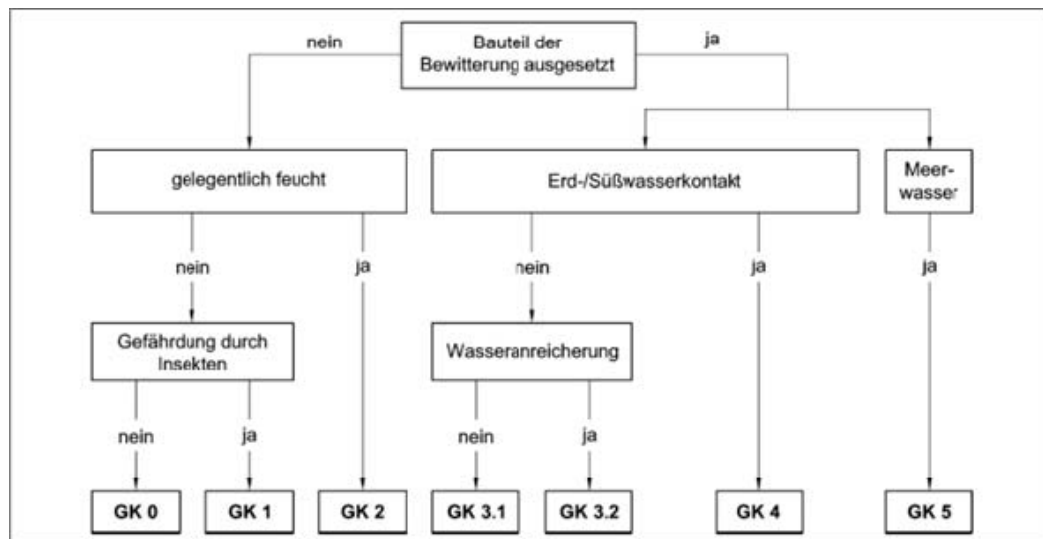 nein
Bauteil der
Bewitterung ausgesetzt
ja
gelegentlich feucht
Erd-/Süßwasserkontakt
Meer-
wasser
nein
ja
nein
ja
ja
Gefährdung durch
Insekten
Wasseranreicherung
nein
ja
nein
ja
GK 0
GK 1
GK 2
GK 3.1
GK 3.2
GK 4
GK 5